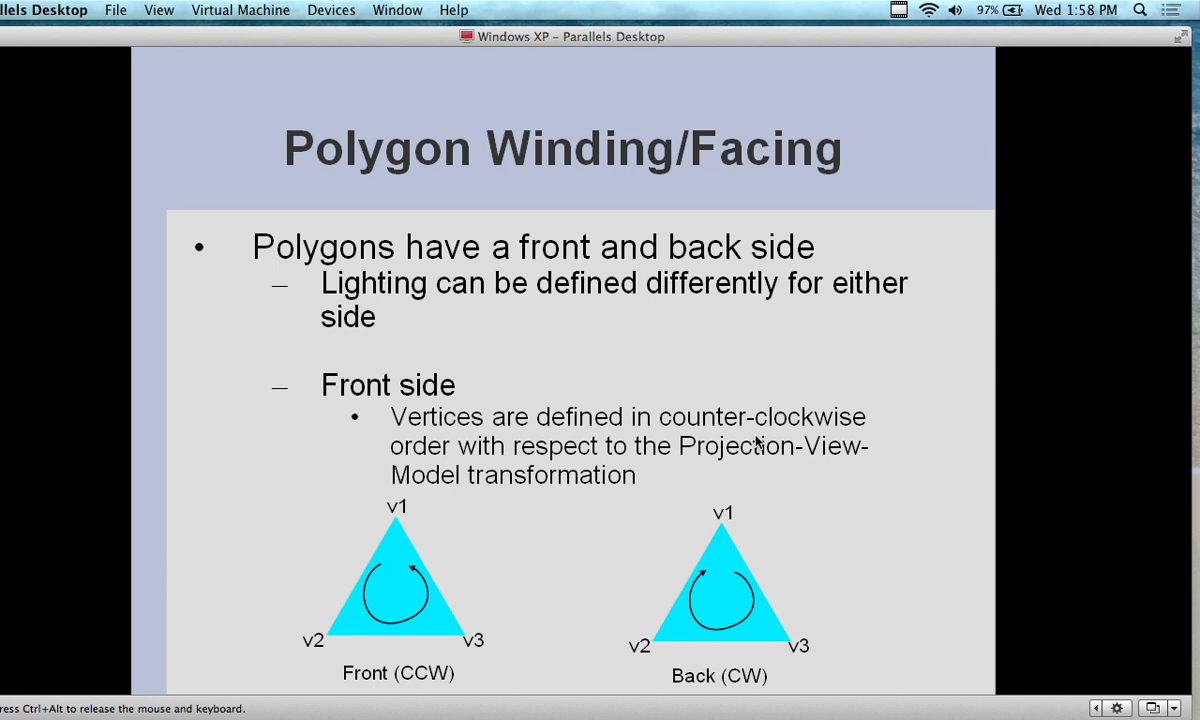 llels Desktop File View Virtual Machine Devices Window Help 97% Wed 1:58 PM
Windows XP - Parallels Desktop
Polygon Winding/Facing
• Polygons have a front and back side
– Lighting can be defined differently for either
side
– Front side
• Vertices are defined in counter-clockwise
order with respect to the Projection-View-
Model transformation
v1 v1
v2 v3 v2 v3
Front (CCW) Back (CW)
ress Ctrl+Alt to release the mouse and keyboard.